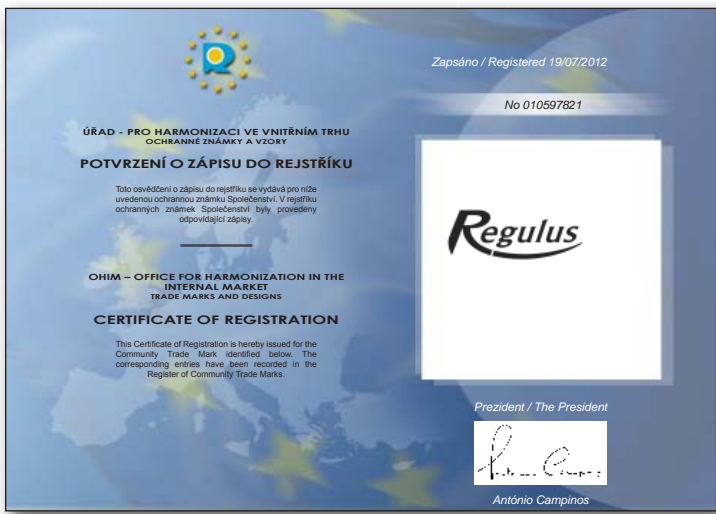 ÚŘAD - PRO HARMONIZACI VE VNITŘNÍM TRHU
OCHRANNÉ ZNÁMKY A VZORY
POTVRZENÍ O ZÁPISU DO REJSTŘÍKU
Toto osvědčení o zápisu do rejstříku se vydává pro níže
uvedenou ochrannou známku Společenství. V rejstříku
ochranných známek Společenství byly provedeny
odpovídající zápisy.
OHIM – OFFICE FOR HARMONIZATION IN THE
INTERNAL MARKET
TRADE MARKS AND DESIGNS
CERTIFICATE OF REGISTRATION
This Certificate of Registration is hereby issued for the
Community Trade Mark identified below. The
corresponding entries have been recorded in the
Register of Community Trade Marks.
Zapsáno / Registered 19/07/2012
No 010597821
Regulus
Prezident / The President
António Campinos